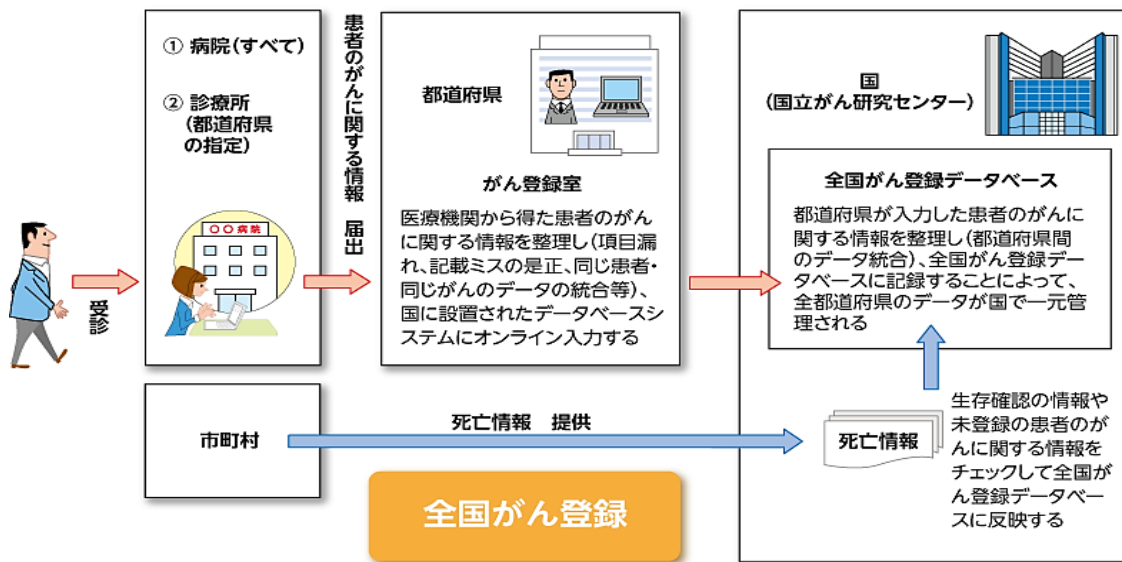 ① 病院(すべて)
② 診療所
(都道府県
の指定)
〇〇病院
受診
患者のがんに関する情報 届出
都道府県
がん登録室
医療機関から得た患者のがん
に関する情報を整理し(項目漏
れ、記載ミスの是正、同じ患者・
同じがんのデータの統合等)、
国に設置されたデータベースシ
ステムにオンライン入力する
国
(国立がん研究センター)
全国がん登録データベース
都道府県が入力した患者のがんに
関する情報を整理し(都道府県間
のデータ統合)、全国がん登録デー
タベースに記録することによって、
全都道府県のデータが国で一元管
理される
市町村
死亡情報 提供
死亡情報
生存確認の情報や
未登録の患者のが
んに関する情報を
チェックして全国が
ん登録データベー
スに反映する
全国がん登録